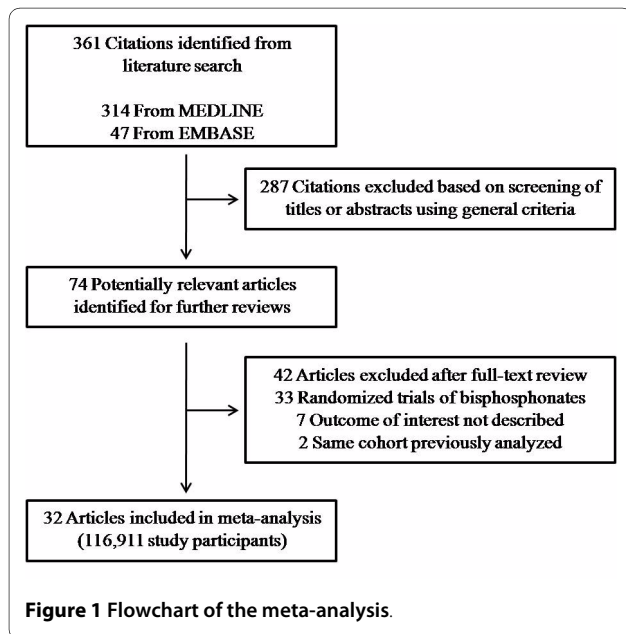 361 Citations identified from
literature search
314 From MEDLINE
47 From EMBASE
287 Citations excluded based on screening of
titles or abstracts using general criteria
74 Potentially relevant articles
identified for further reviews
42 Articles excluded after full-text review
33 Randomized trials of bisphosphonates
7 Outcome of interest not described
2 Same cohort previously analyzed
32 Articles included in meta-analysis
(116,911 study participants)
Figure 1 Flowchart of the meta-analysis.